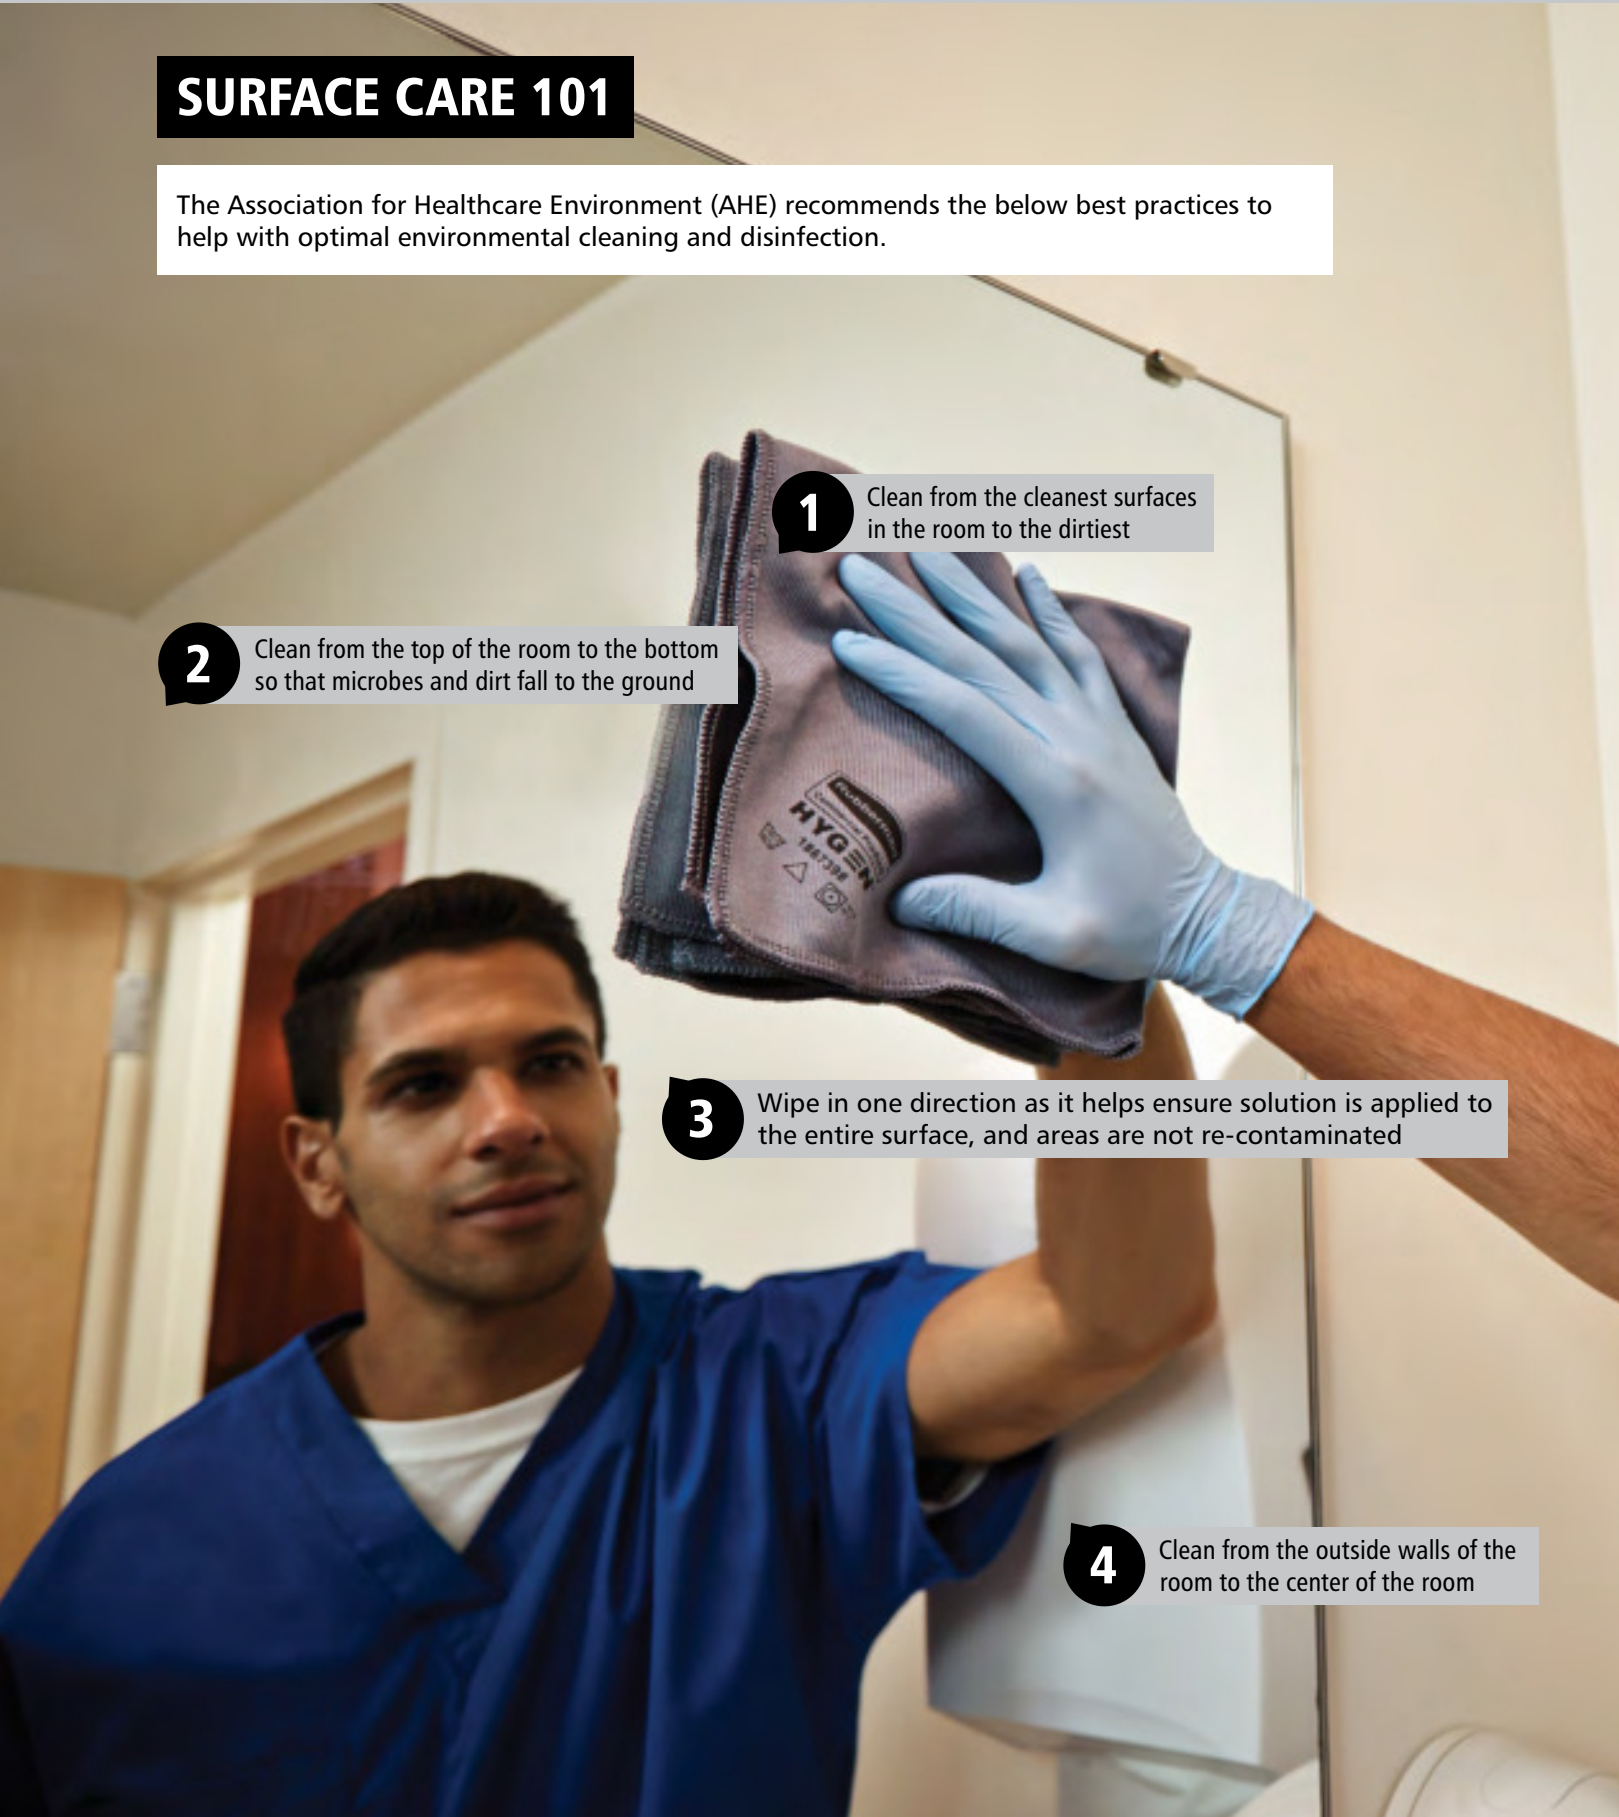 SURFACE CARE 101
The Association for Healthcare Environment (AHE) recommends the below best practices to
help with optimal environmental cleaning and disinfection.
1
Clean from the cleanest surfaces
in the room to the dirtiest
2
Clean from the top of the room to the bottom
so that microbes and dirt fall to the ground
Rubbermaid
HYGEN
3
Wipe in one direction as it helps ensure solution is applied to
the entire surface, and areas are not re-contaminated
4
Clean from the outside walls of the
room to the center of the room